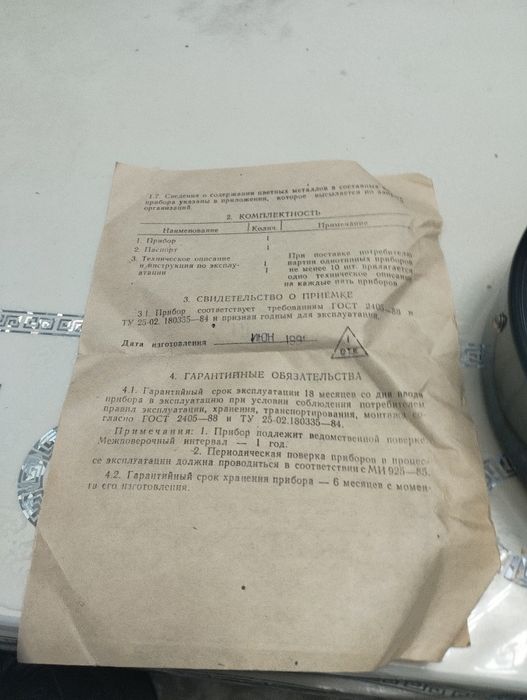 1.7. Сведения о содержании цветных металлов в составных
прибора указаны в приложении, которое высылается по
организаций.
2. КОМПЛЕКТНОСТЬ
Наименование Колич. Примечание
1. Прибор 1
2. Паспорт 1
3. Техническое описание При поставке потребителю
и инструкция по эксплу- 1 партии однотипных приборов
атации 1 не менее 10 шт. прилагается
одно техническое описание
на каждые пять приборов
3. СВИДЕТЕЛЬСТВО О ПРИЕМКЕ
3.1. Прибор соответствует требованиям ГОСТ 2405—88 и
ТУ 25-02. 180335—84 и признан годным для эксплуатации.
Дата изготовления ИЮН 1
ОТК
4. ГАРАНТИЙНЫЕ ОБЯЗАТЕЛЬСТВА
4.1. Гарантийный срок эксплуатации 18 месяцев со дня ввода
прибора в эксплуатацию при условии соблюдения потребителем
правил эксплуатации, хранения, транспортирования, монтажа со-
гласно ГОСТ 2405—88 и ТУ 25-02.180335—84.
Примечания: 1. Прибор подлежит ведомственной поверке.
Межповерочный интервал — 1 год.
2. Периодическая поверка приборов в процес-
се эксплуатации должна проводиться в соответствии с МИ 925—85.
4.2. Гарантийный срок хранения прибора — 6 месяцев с момен-
та его изготовления.